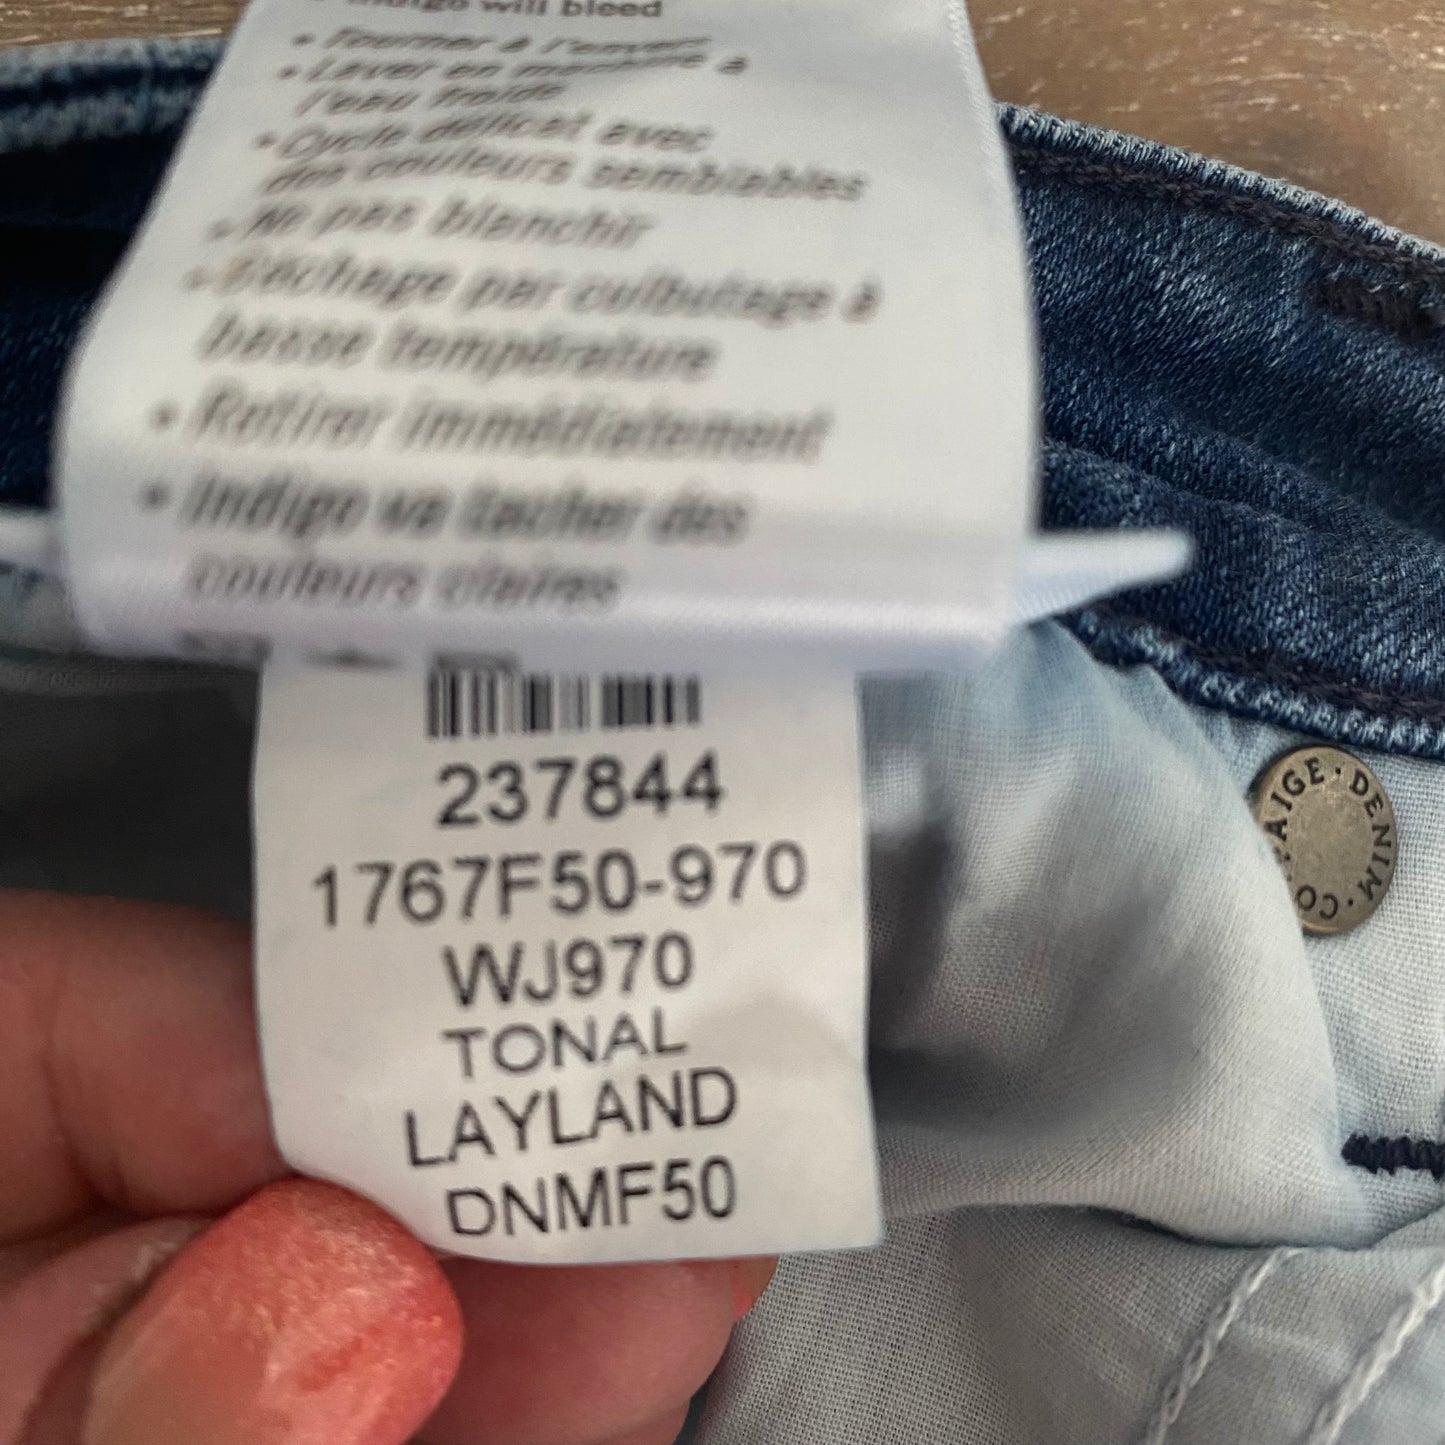 Indigo will bleed
• Tourner à l'envers
• Laver en machine à
l'eau froide
• Cycle délicat avec
des couleurs semblables
• Ne pas blanchir
• Séchage par culbutage à
basse température
• Retirer immédiatement
• Indigo va tacher des
couleurs claires
237844
1767F50-970
WJ970
TONAL
LAYLAND
DNMF50
AIGE · DENIM · CO